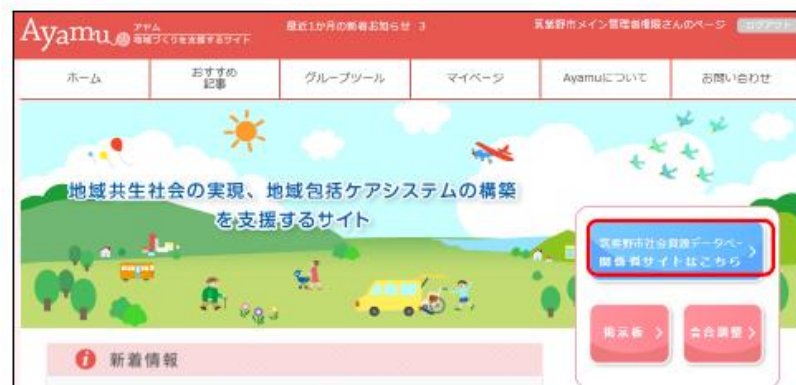 Ayamu アヤム
地域づくりを支援するサイト
最近1か月の新着お知らせ 3
筑紫野市メイン管理者権限さんのページ
ログアウト
ホーム
おすすめ
記事
グループツール
マイページ
Ayamuについて
お問い合わせ
地域共生社会の実現、地域包括ケアシステムの構築
を支援するサイト
筑紫野市社会資源データベー
関係者サイトはこちら
掲示板
会合調整
新着情報